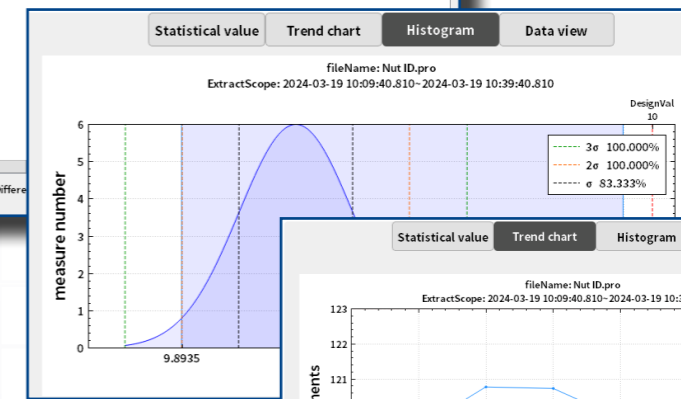 Statistical value Trend chart Histogram Data view
fileName: Nut ID.pro
ExtractScope: 2024-03-19 10:09:40.810~2024-03-19 10:39:40.810
DesignVal
10
3σ 100.000%
2σ 100.000%
σ 83.333%
measure number
6
5
4
3
2
1
0
9.8935
iffere
Statistical value Trend chart Histogram
fileName: Nut ID.pro
ExtractScope: 2024-03-19 10:09:40.810~2024-03-19 10:3
123
122
121
nents